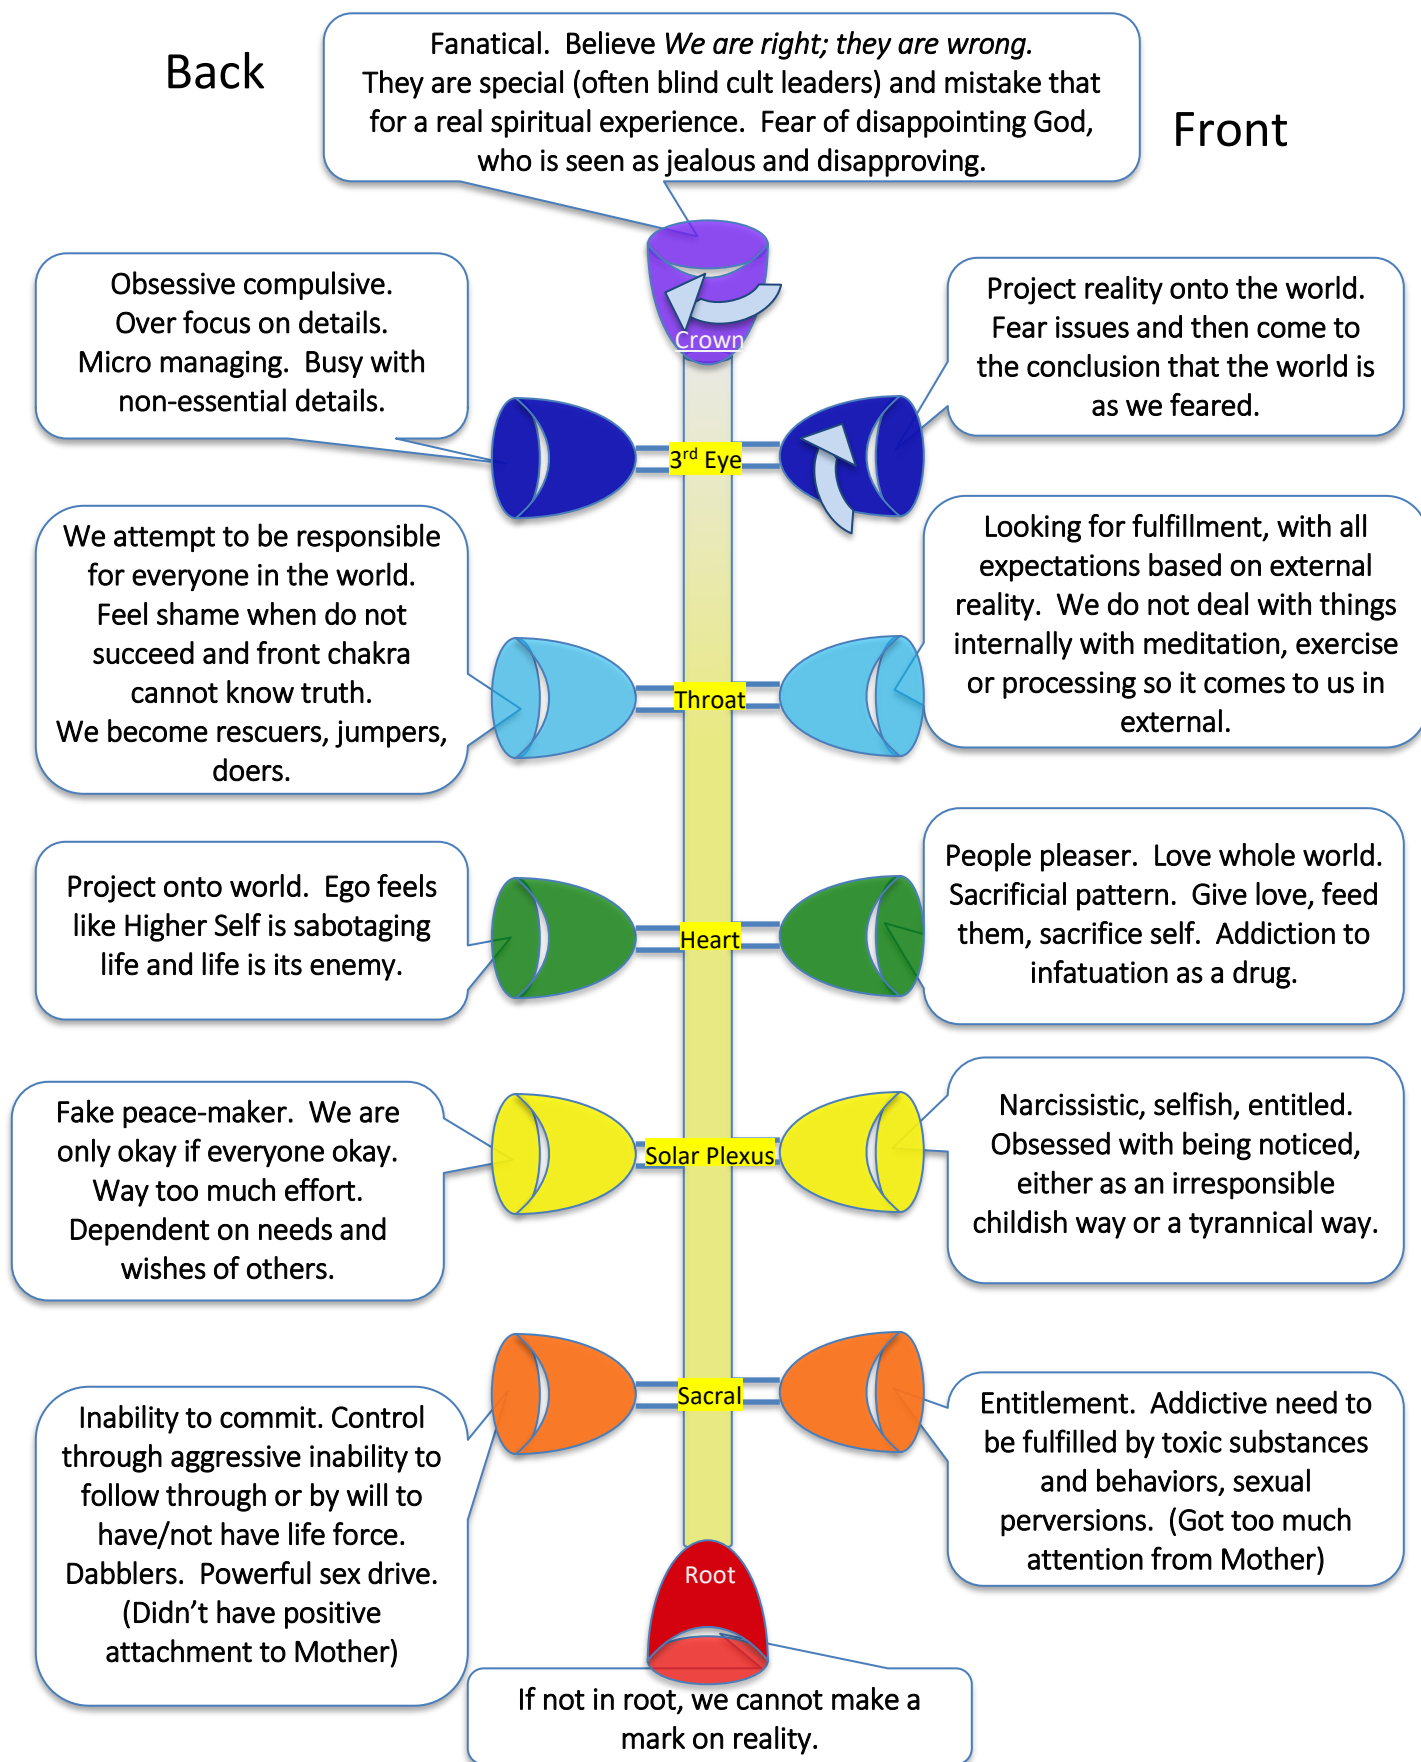 Back
Fanatical.  Believe We are right; they are wrong.
They are special (often blind cult leaders) and mistake that
for a real spiritual experience.  Fear of disappointing God,
who is seen as jealous and disapproving.
Front
Crown
Obsessive compulsive.
Over focus on details.
Micro managing.  Busy with
non-essential details.
Project reality onto the world.
Fear issues and then come to
the conclusion that the world is
as we feared.
3rd Eye
We attempt to be responsible
for everyone in the world.
Feel shame when do not
succeed and front chakra
cannot know truth.
We become rescuers, jumpers,
doers.
Looking for fulfillment, with all
expectations based on external
reality.  We do not deal with things
internally with meditation, exercise
or processing so it comes to us in
external.
Throat
Project onto world.  Ego feels
like Higher Self is sabotaging
life and life is its enemy.
People pleaser.  Love whole world.
Sacrificial pattern.  Give love, feed
them, sacrifice self.  Addiction to
infatuation as a drug.
Heart
Fake peace-maker.  We are
only okay if everyone okay.
Way too much effort.
Dependent on needs and
wishes of others.
Narcissistic, selfish, entitled.
Obsessed with being noticed,
either as an irresponsible
childish way or a tyrannical way.
Solar Plexus
Inability to commit. Control
through aggressive inability to
follow through or by will to
have/not have life force.
Dabblers.  Powerful sex drive.
(Didn’t have positive
attachment to Mother)
Entitlement.  Addictive need to
be fulfilled by toxic substances
and behaviors, sexual
perversions.  (Got too much
attention from Mother)
Sacral
Root
If not in root, we cannot make a
mark on reality.